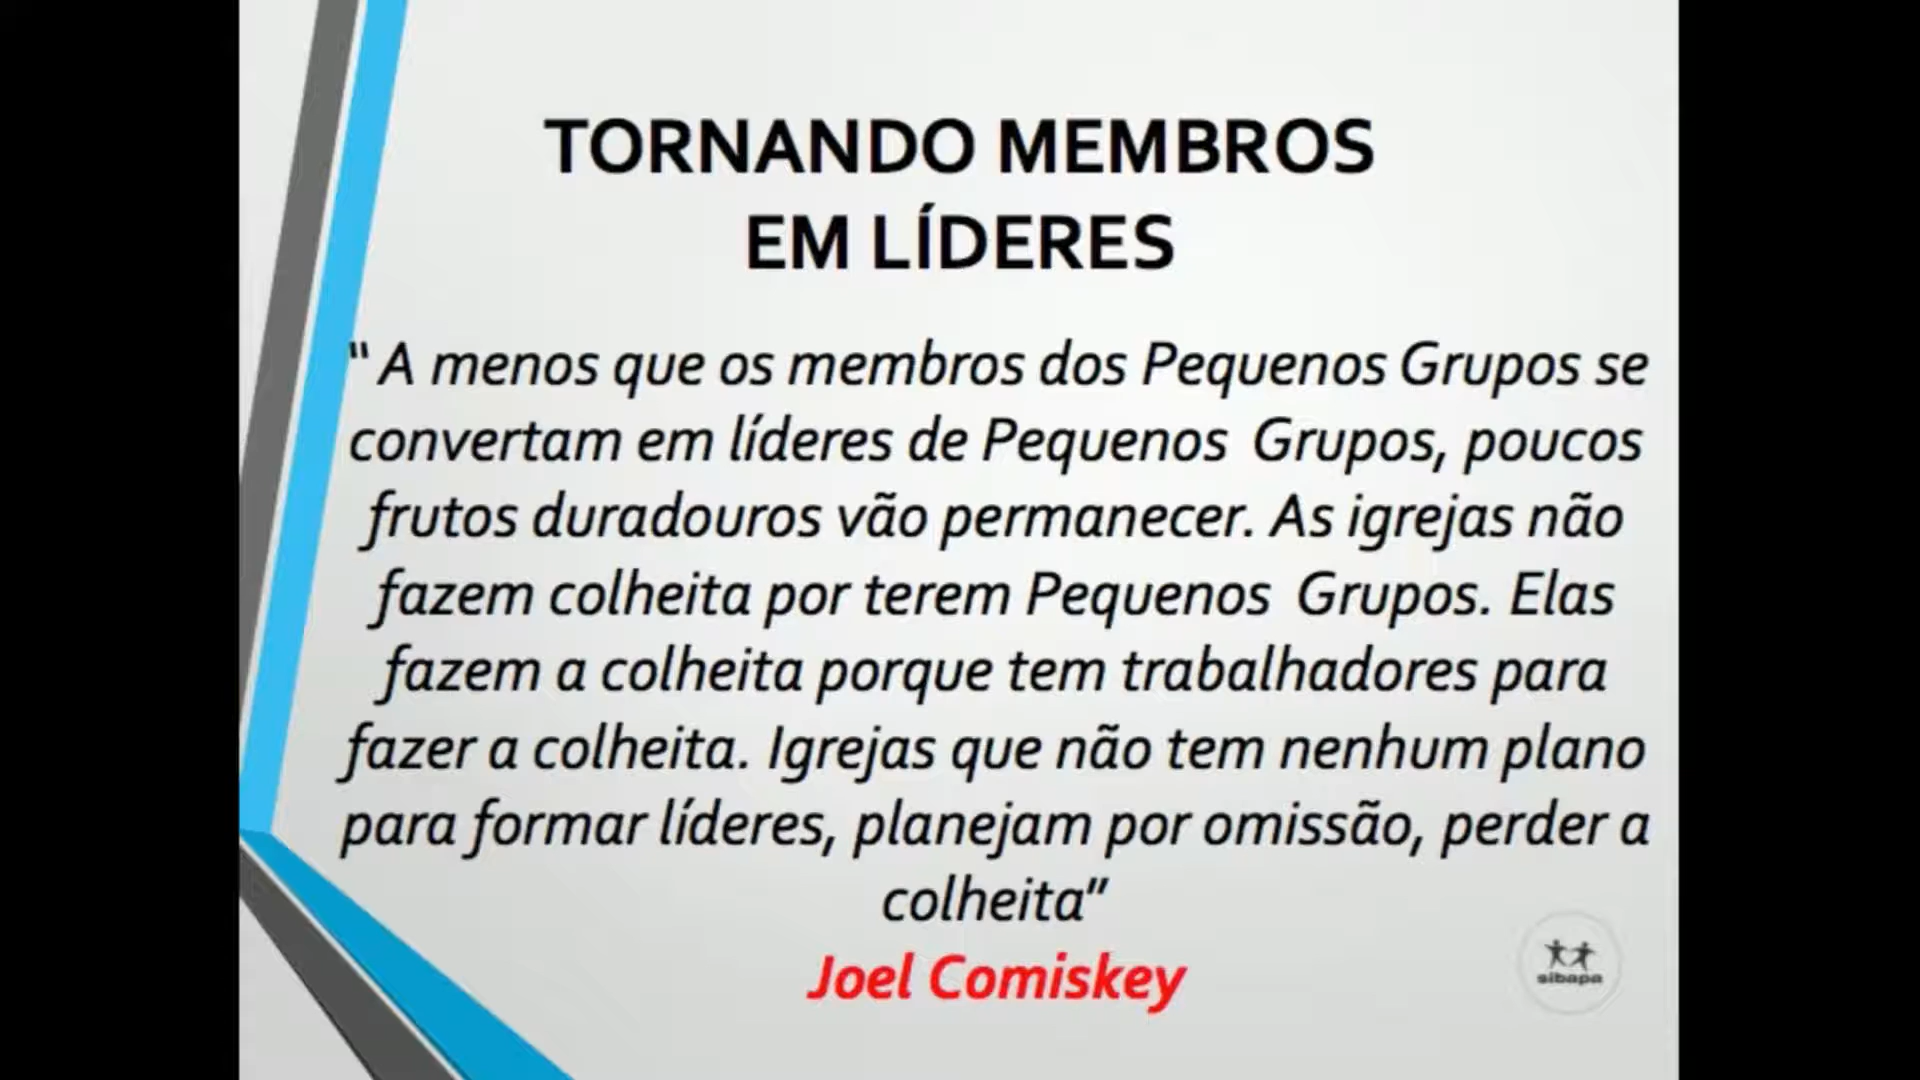 TORNANDO MEMBROS
EM LÍDERES
“ A menos que os membros dos Pequenos Grupos se
convertam em líderes de Pequenos Grupos, poucos
frutos duradouros vão permanecer. As igrejas não
fazem colheita por terem Pequenos Grupos. Elas
fazem a colheita porque tem trabalhadores para
fazer a colheita. Igrejas que não tem nenhum plano
para formar líderes, planejam por omissão, perder a
colheita”
Joel Comiskey
sibapa